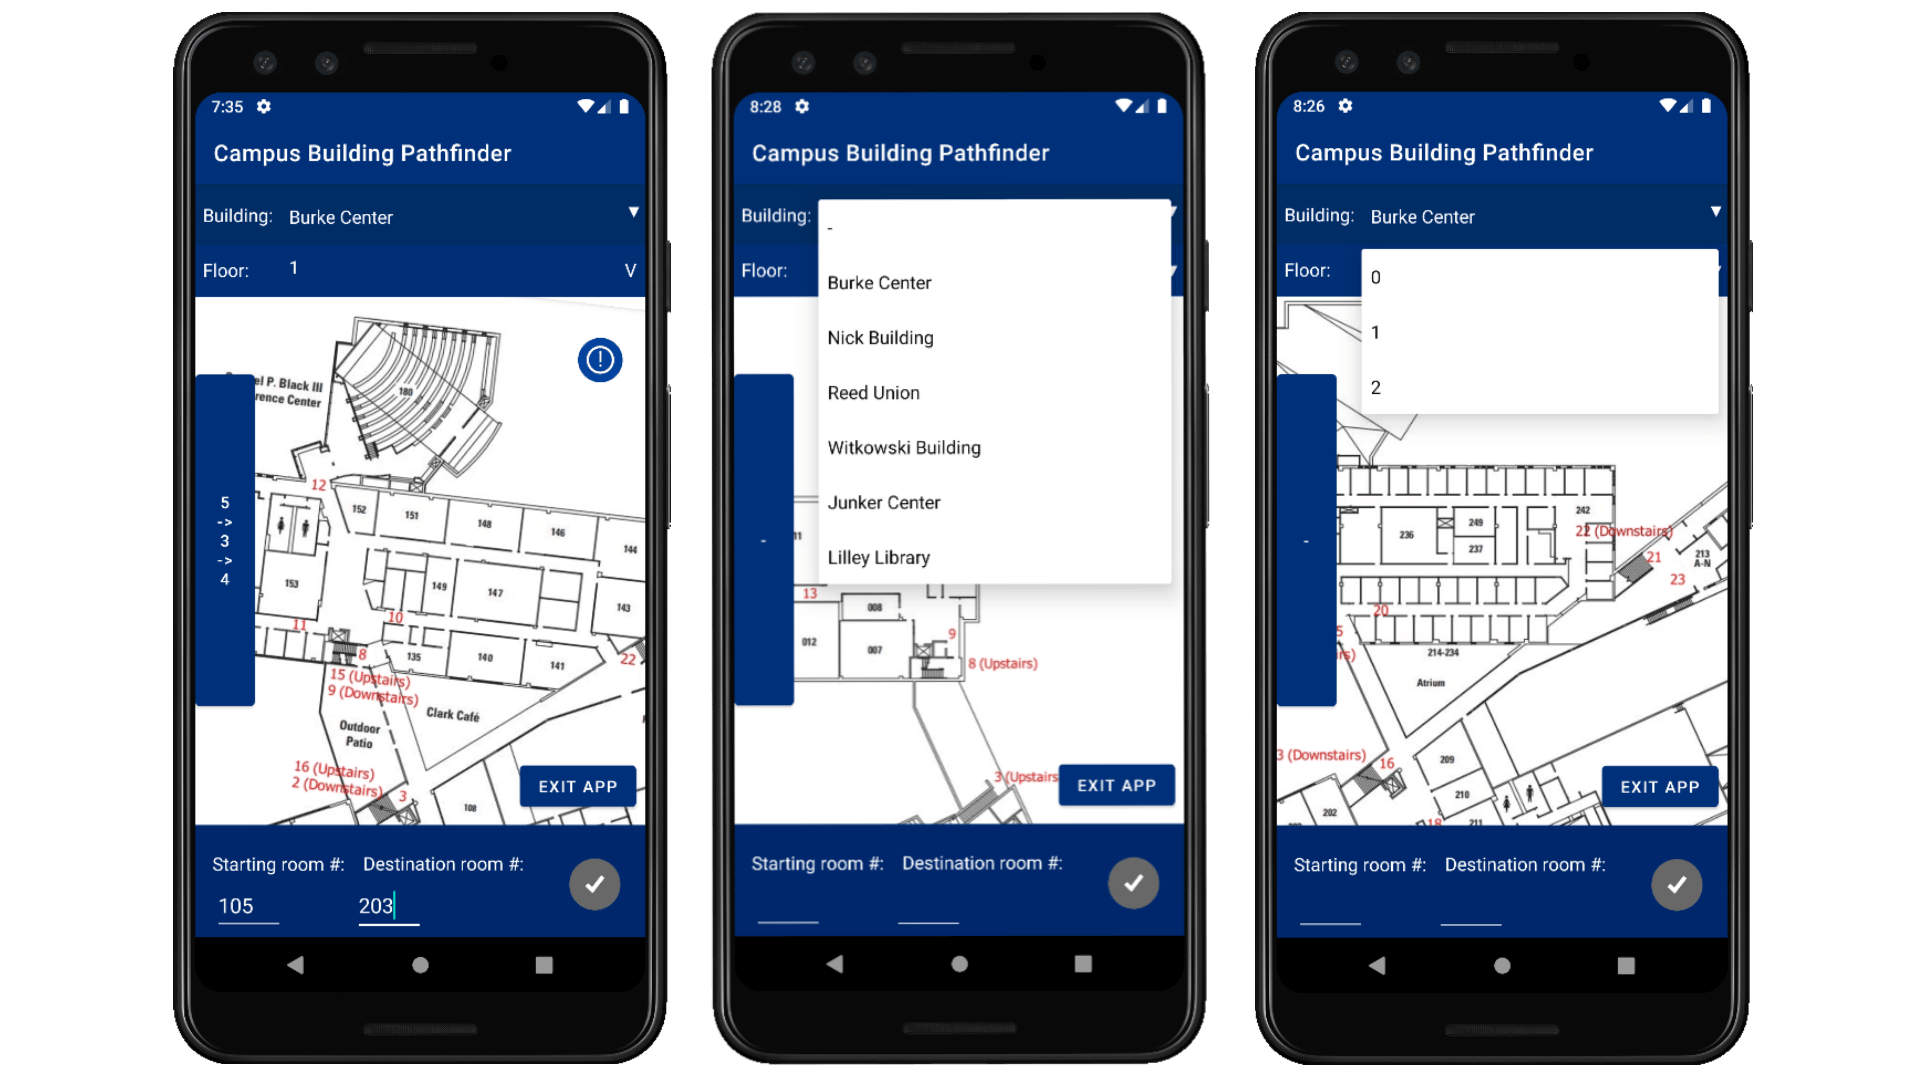 7:35
Campus Building Pathfinder
Building: Burke Center
Floor: 1 V
el P. Black III
rence Center
180
12
152 151 148 146 144
153 149 147 143
11 10
8 135 140 141 22
15 (Upstairs)
9 (Downstairs)
Clark Café
Outdoor
Patio
16 (Upstairs)
2 (Downstairs) 3
108
5
->
3
->
4
EXIT APP
Starting room #: Destination room #:
105 203
8:28
Campus Building Pathfinder
Building:
Floor:
-
Burke Center
Nick Building
Reed Union
Witkowski Building
Junker Center
Lilley Library
-
11
13
008
012 007 9
8 (Upstairs)
3 (Upstairs
EXIT APP
Starting room #: Destination room #:
8:26
Campus Building Pathfinder
Building: Burke Center
Floor:
0
1
2
-
242
236 249
237
22 (Downstairs)
21
213
A-N
23
20
5
rs)
214-234
Atrium
3 (Downstairs) 16
209
210
202
18 211
EXIT APP
Starting room #: Destination room #: